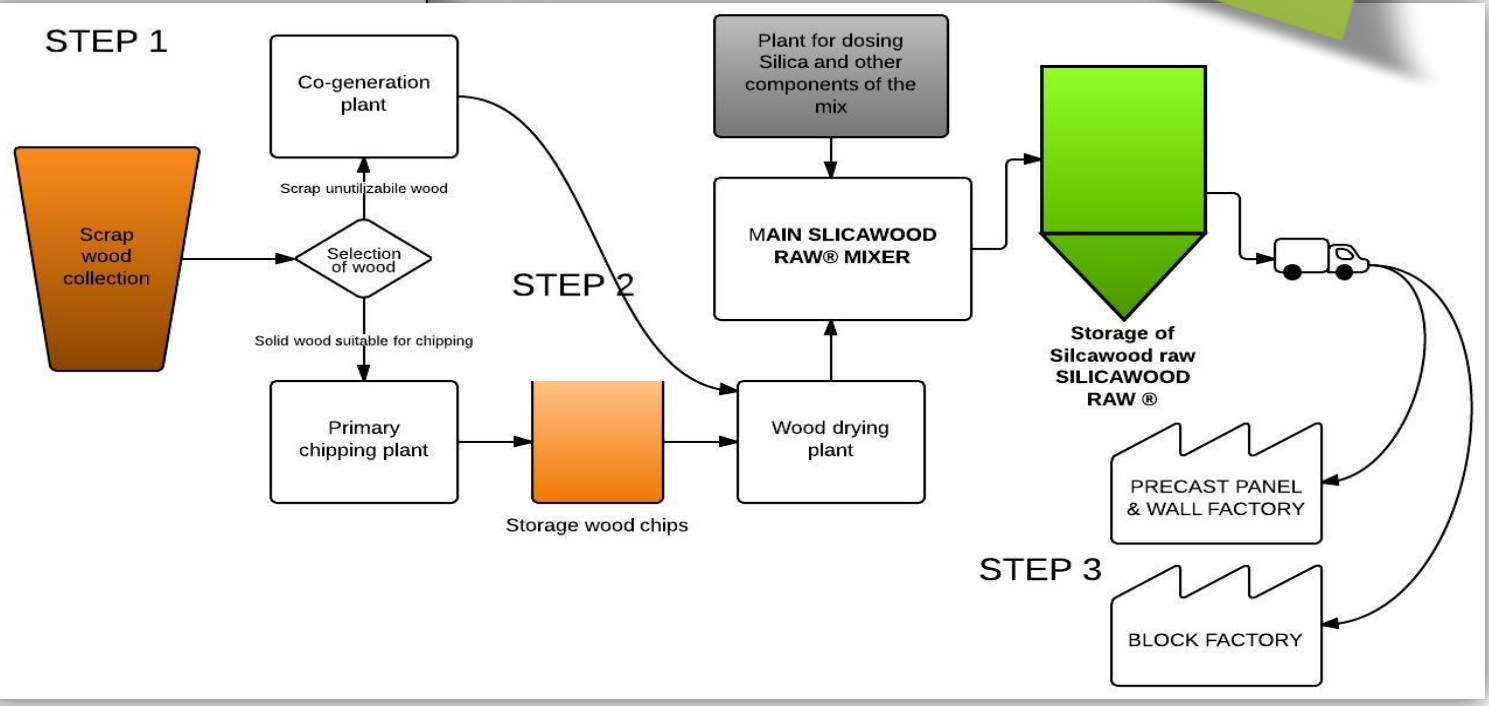 STEP 1
Scrap
wood
collection
Co-generation
plant
Scrap unutilizabile wood
Selection
of wood
Solid wood suitable for chipping
Primary
chipping plant
STEP 2
Storage wood chips
Wood drying
plant
Plant for dosing
Silica and other
components of the
mix
MAIN SLICAWOOD
RAW® MIXER
Storage of
Silcawood raw
SILICAWOOD
RAW ®
STEP 3
PRECAST PANEL
& WALL FACTORY
BLOCK FACTORY